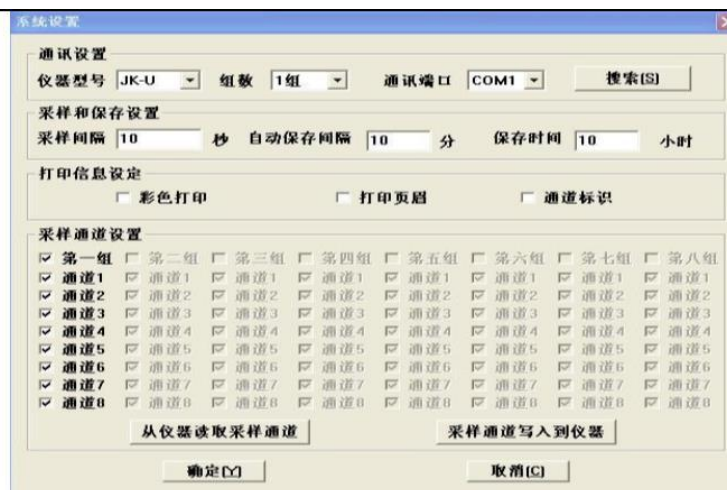 系统设置
通讯设置
仪器型号 JK-U 组数 1组 通讯端口 COM1 搜索(S)
采样和保存设置
采样间隔 10 秒 自动保存间隔 10 分 保存时间 10 小时
打印信息设定
彩色打印 打印页眉 通道标识
采样通道设置
第一组 第二组 第三组 第四组 第五组 第六组 第七组 第八组
通道1 通道1 通道1 通道1 通道1 通道1 通道1 通道1
通道2 通道2 通道2 通道2 通道2 通道2 通道2 通道2
通道3 通道3 通道3 通道3 通道3 通道3 通道3 通道3
通道4 通道4 通道4 通道4 通道4 通道4 通道4 通道4
通道5 通道5 通道5 通道5 通道5 通道5 通道5 通道5
通道6 通道6 通道6 通道6 通道6 通道6 通道6 通道6
通道7 通道7 通道7 通道7 通道7 通道7 通道7 通道7
通道8 通道8 通道8 通道8 通道8 通道8 通道8 通道8
从仪器读取采样通道 采样通道写入到仪器
确定(Y) 取消(C)